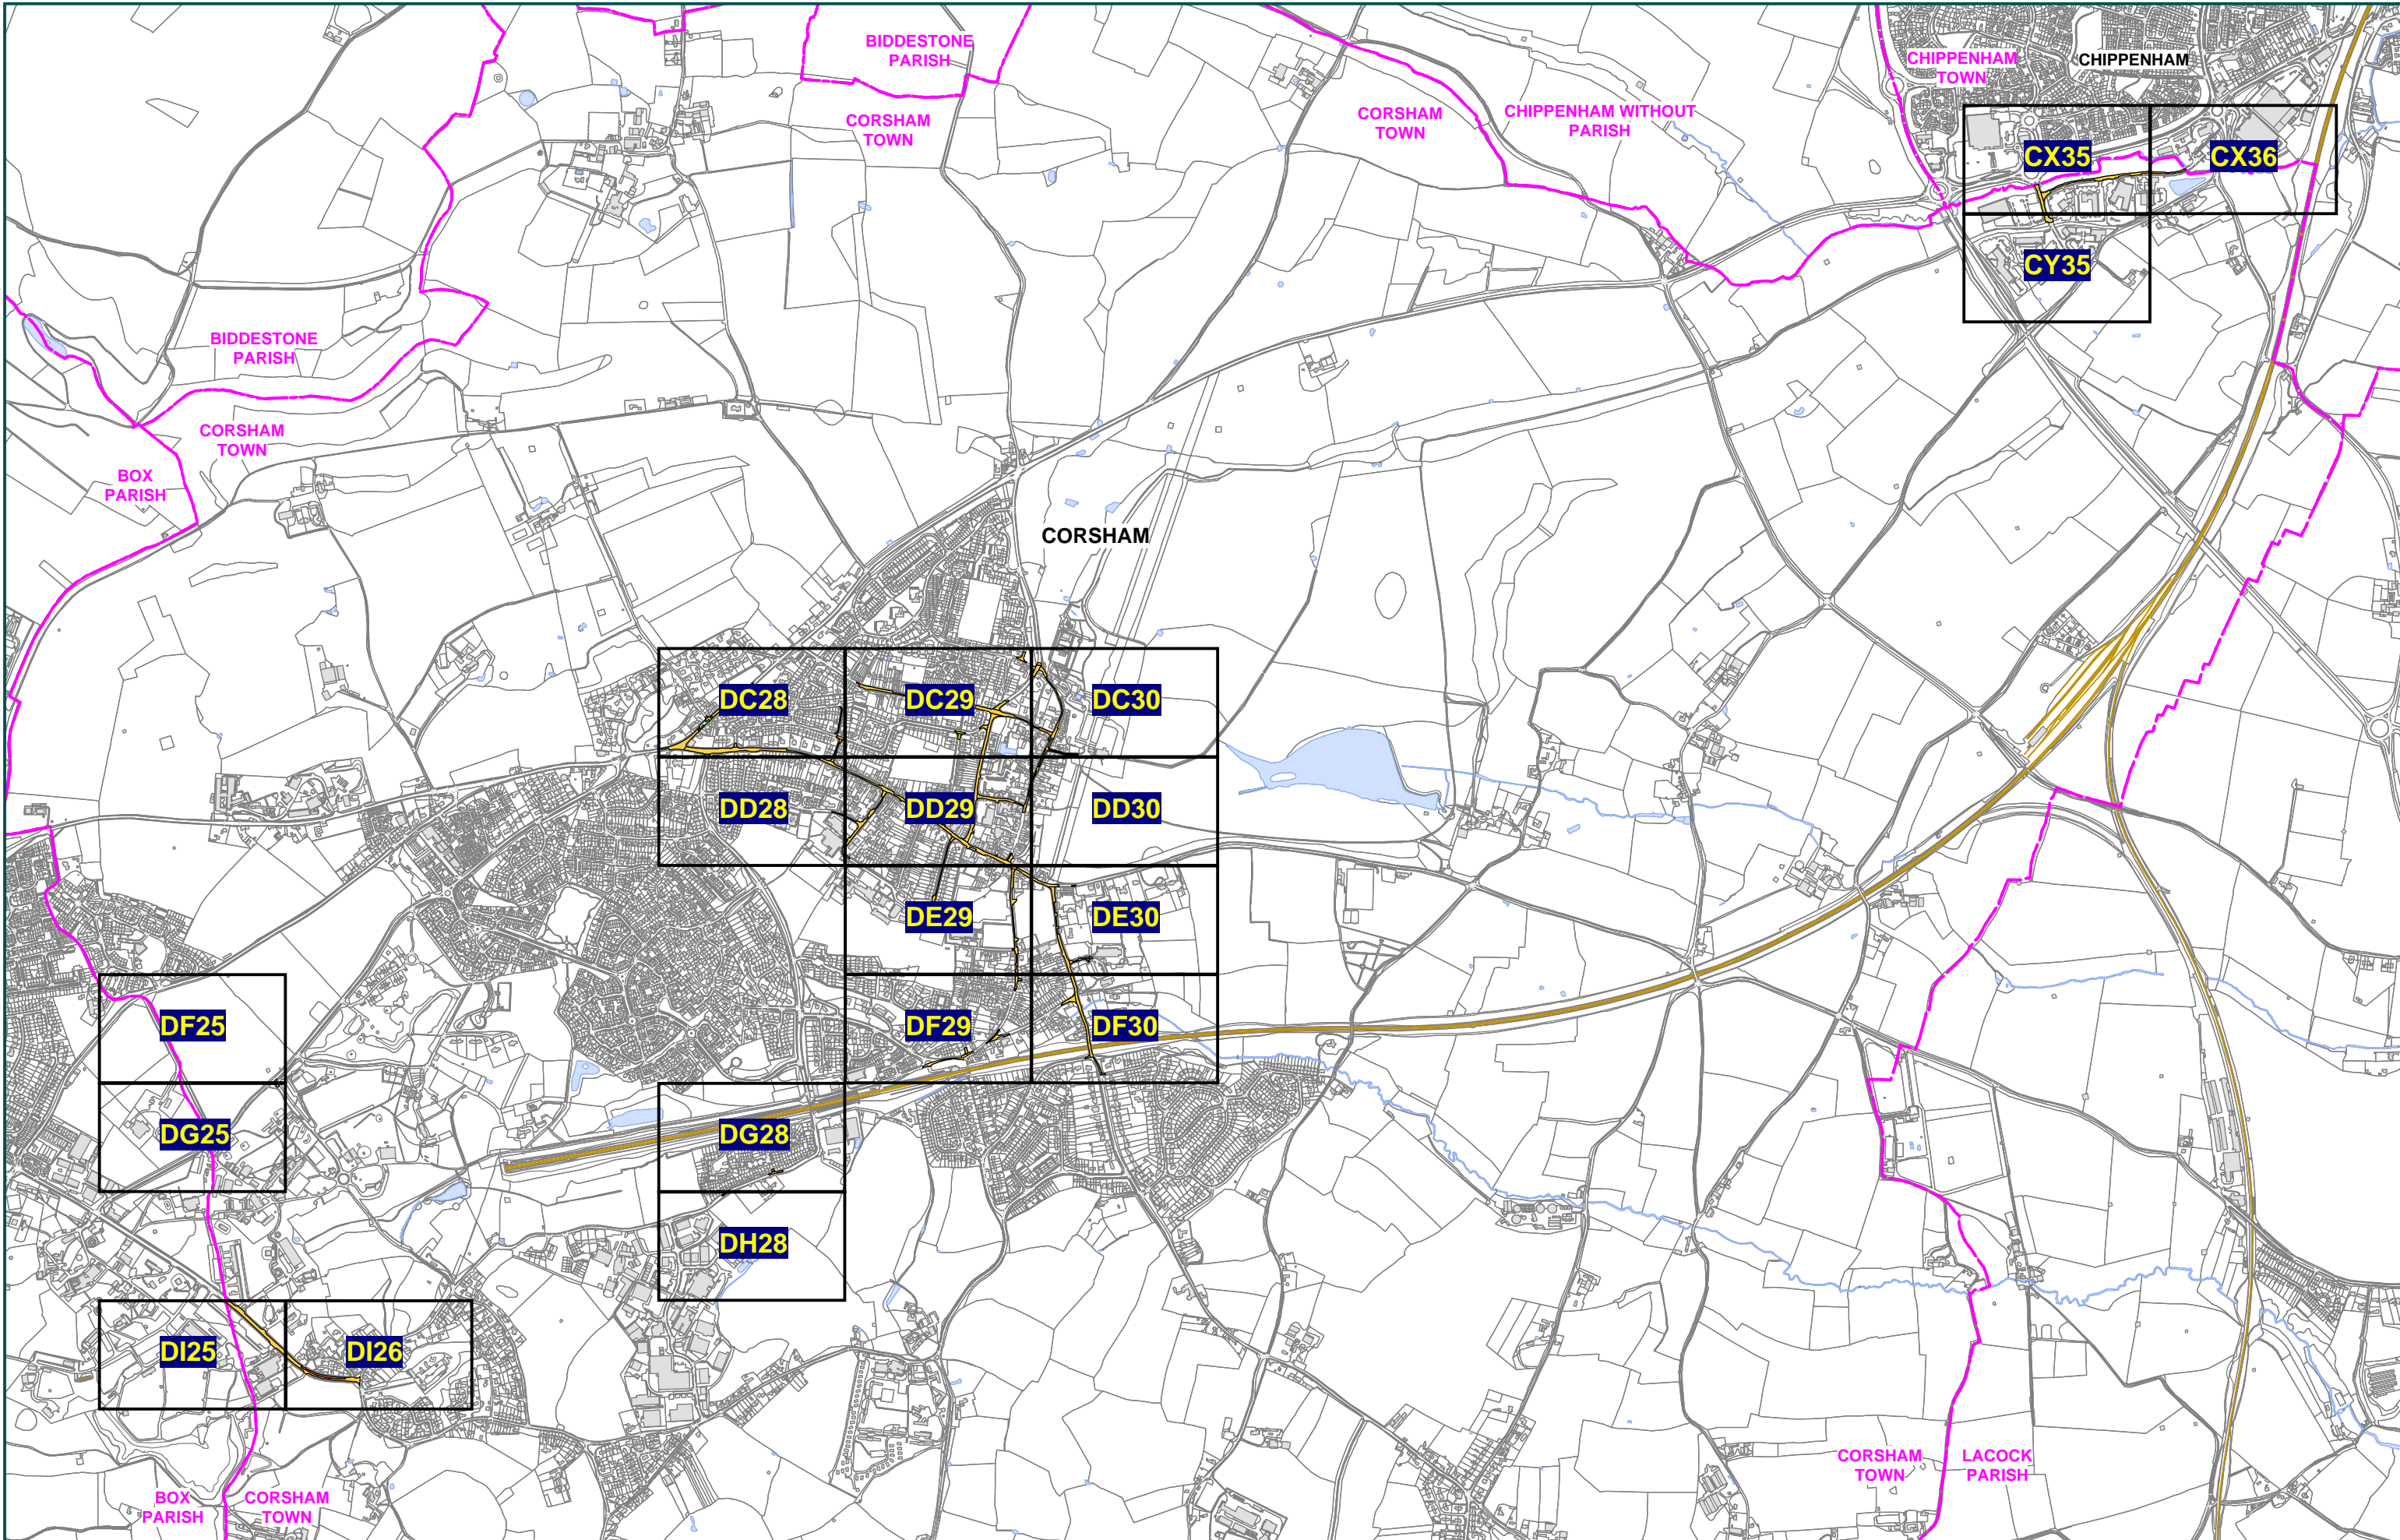 BIDDESTONE
PARISH
CHIPPENHAM
TOWN
CHIPPENHAM
CORSHAM
TOWN
CORSHAM
TOWN
CHIPPENHAM WITHOUT
PARISH
CX35
CX36
CY35
BIDDESTONE
PARISH
CORSHAM
TOWN
BOX
PARISH
CORSHAM
DC28
DC29
DC30
DD28
DD29
DD30
DE29
DE30
DF25
DF29
DF30
DG25
DG28
DH28
DI25
DI26
CORSHAM
TOWN
LACOCK
PARISH
BOX
PARISH
CORSHAM
TOWN